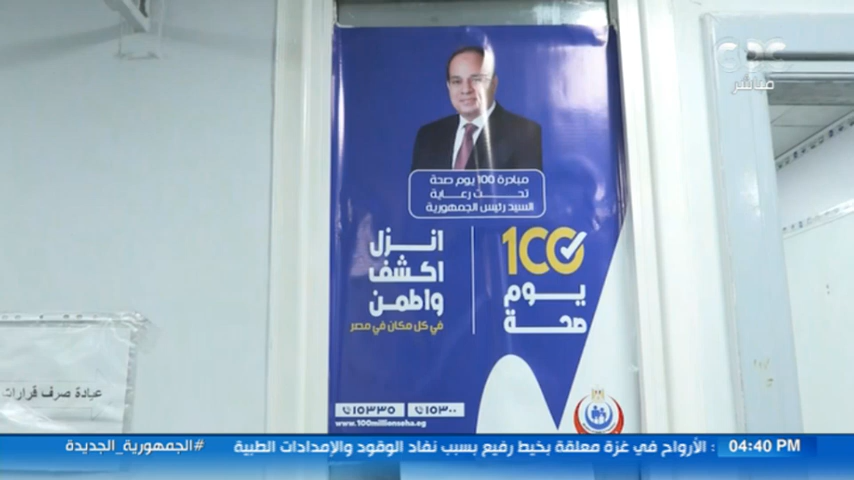 CBC
مباشر
مبادرة 100 يوم صحة
تحت رعاية
السيد رئيس الجمهورية
100
يوم
صحة
انزل
اكشف
واطمن
في كل مكان في مصر
١٥٣٣٥
١٥٣٠٠
www.100millionseha.eg
عيادة صرف قرارات
#الجمهورية_الجديدة
: الأرواح في غزة معلقة بخيط رفيع بسبب نفاد الوقود والإمدادات الطبية
04:40 PM